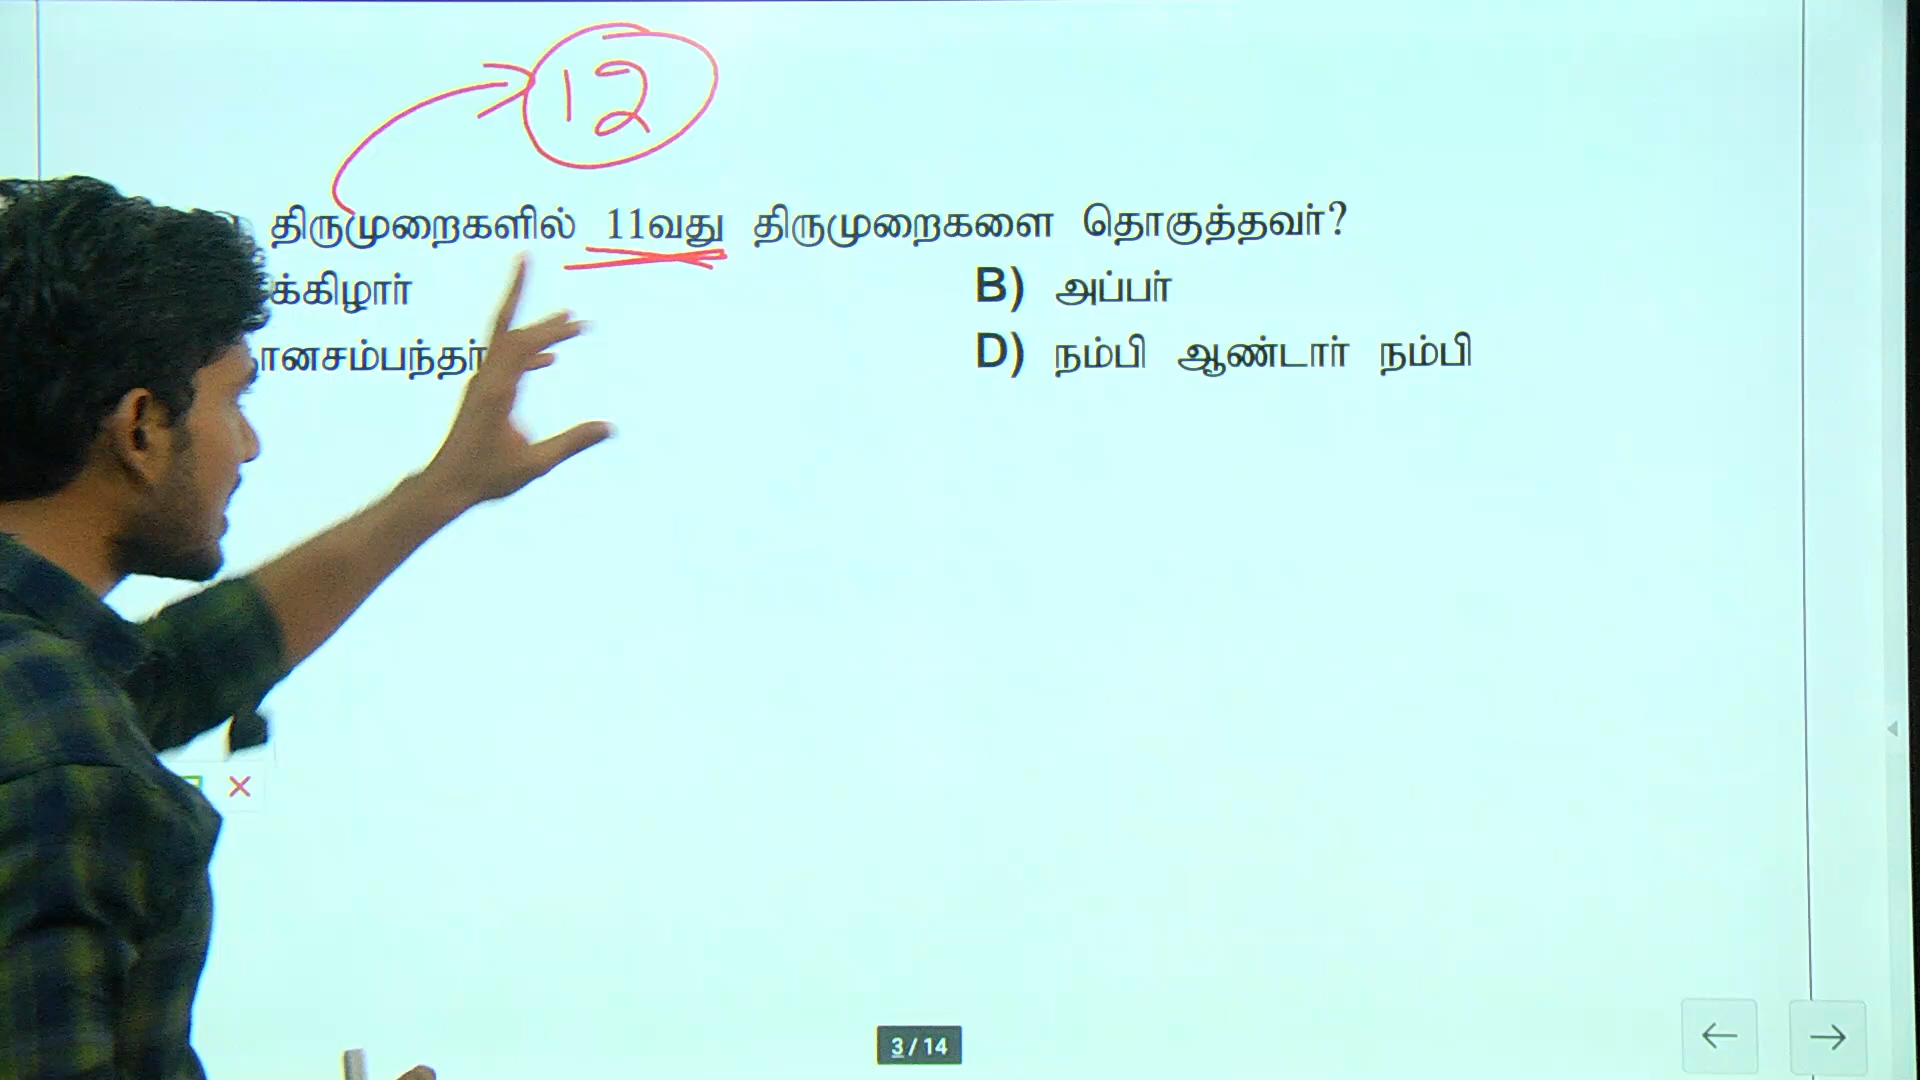 12
திருமுறைகளில் 11வது திருமுறைகளை தொகுத்தவர்?
க்கிழார்
B) அப்பர்
ானசம்பந்தர்
D) நம்பி ஆண்டார் நம்பி
3 / 14